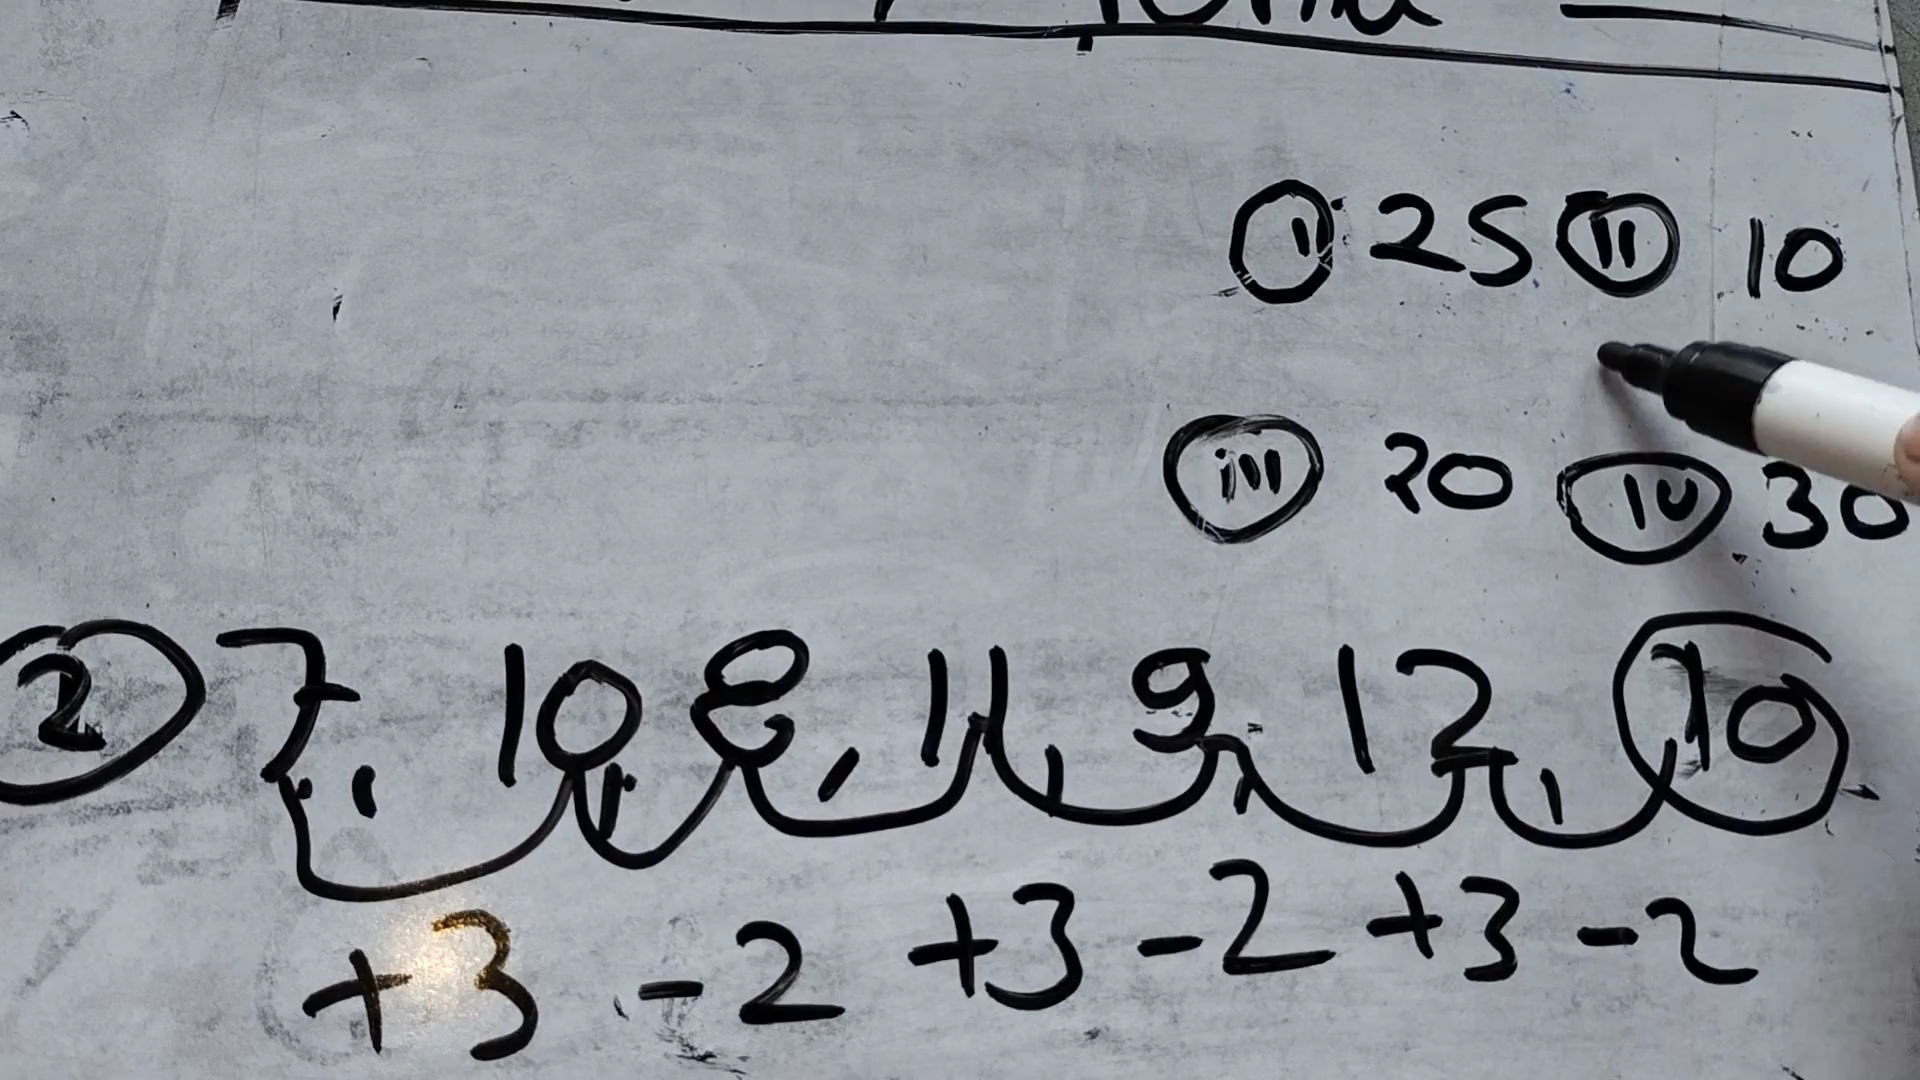 ① 25 ⅱ 10
ⅲ 20 ⅳ 30
② 7, 10, 8, 11, 9, 12, 10
+3 -2 +3 -2 +3 -2